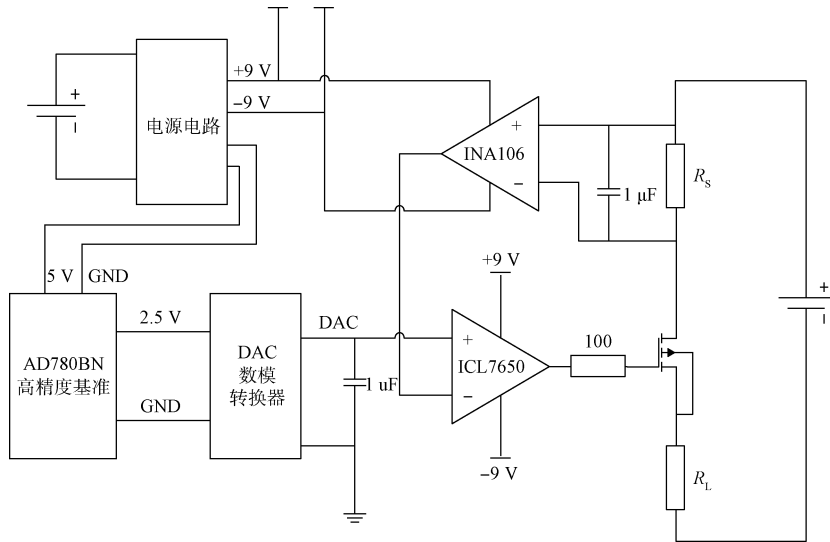 +
−
电源电路
+9 V
−9 V
+
INA106
−
1 μF
R_S
+
−
5 V
GND
AD780BN
高精度基准
2.5 V
GND
DAC
数模
转换器
DAC
1 uF
+9 V
+
ICL7650
−
−9 V
100
R_L